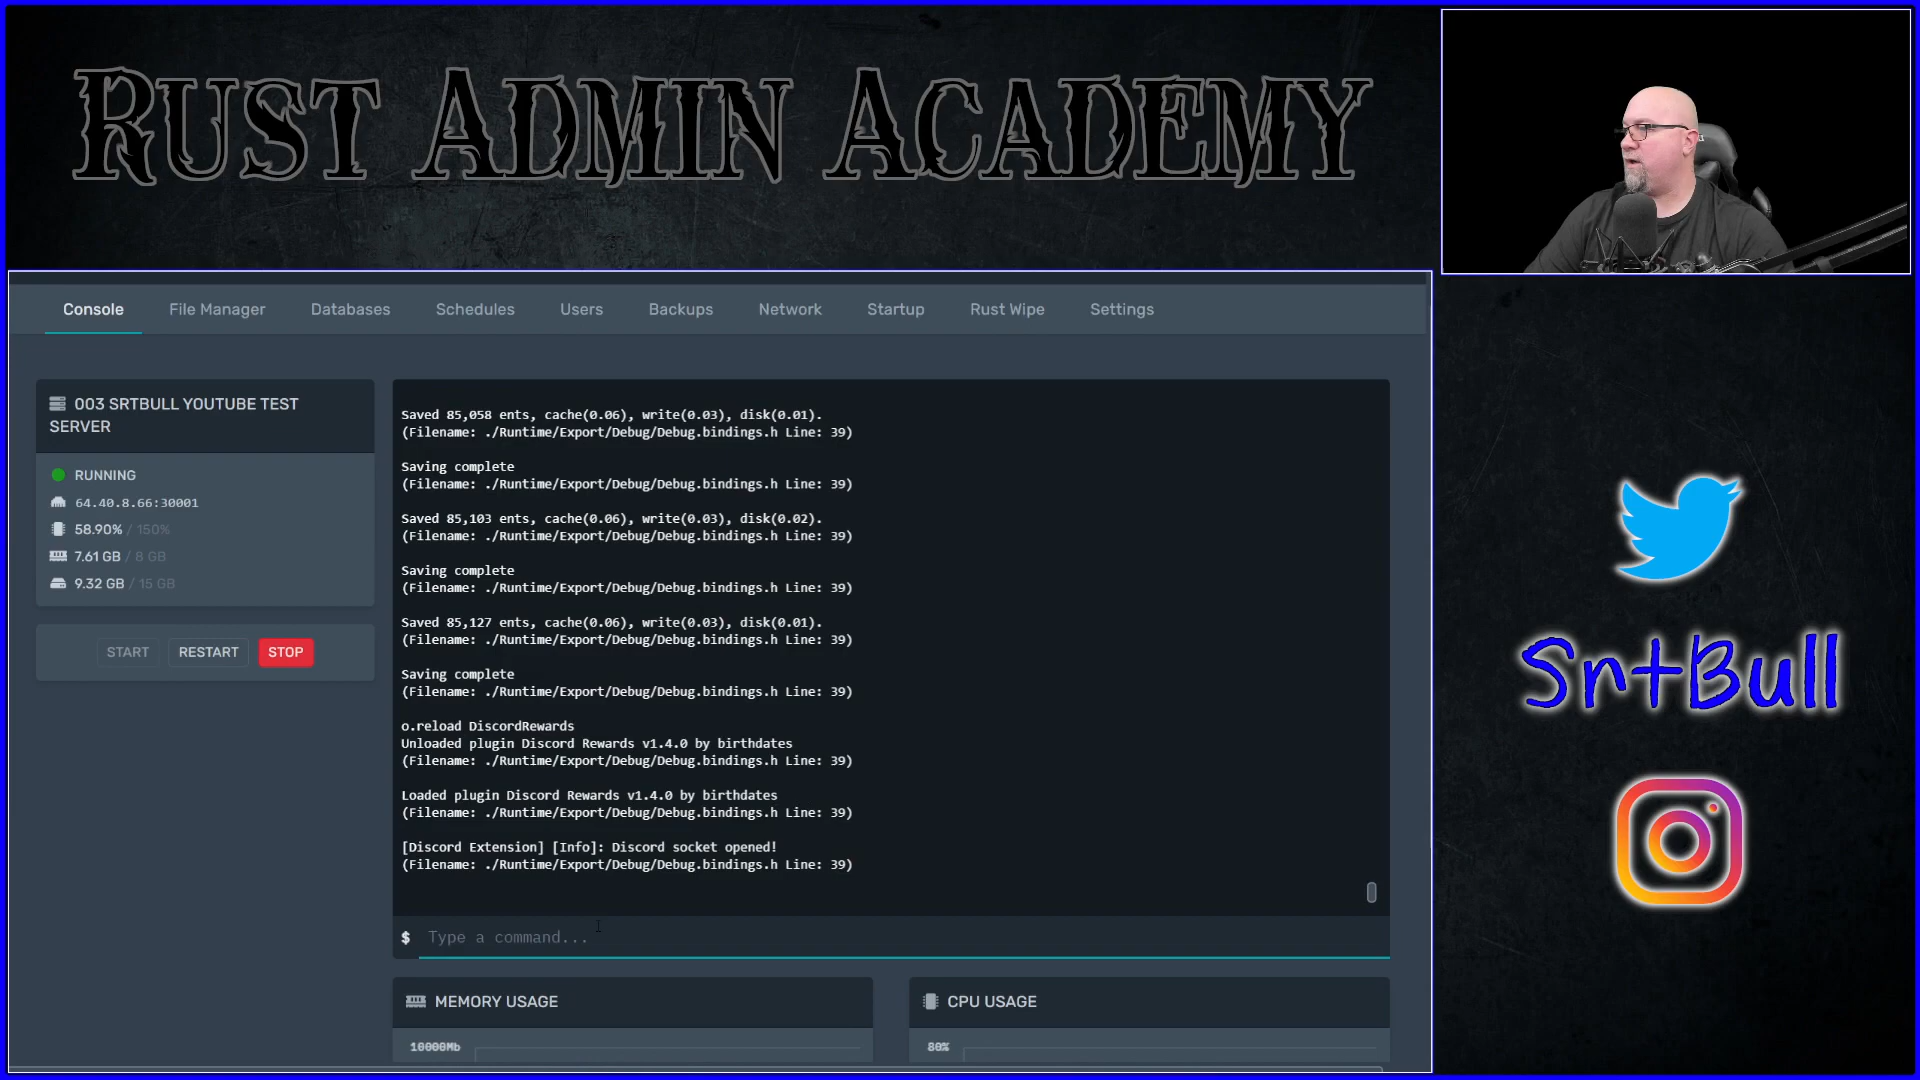 Rust Admin Academy
Console File Manager Databases Schedules Users Backups Network Startup Rust Wipe Settings
003 SRTBULL YOUTUBE TEST
SERVER
RUNNING
64.40.8.66:30001
58.90% / 150%
7.61 GB / 8 GB
9.32 GB / 15 GB
START RESTART STOP
Saved 85,058 ents, cache(0.06), write(0.03), disk(0.01).
(Filename: ./Runtime/Export/Debug/Debug.bindings.h Line: 39)
Saving complete
(Filename: ./Runtime/Export/Debug/Debug.bindings.h Line: 39)
Saved 85,103 ents, cache(0.06), write(0.03), disk(0.02).
(Filename: ./Runtime/Export/Debug/Debug.bindings.h Line: 39)
Saving complete
(Filename: ./Runtime/Export/Debug/Debug.bindings.h Line: 39)
Saved 85,127 ents, cache(0.06), write(0.03), disk(0.01).
(Filename: ./Runtime/Export/Debug/Debug.bindings.h Line: 39)
Saving complete
(Filename: ./Runtime/Export/Debug/Debug.bindings.h Line: 39)
o.reload DiscordRewards
Unloaded plugin Discord Rewards v1.4.0 by birthdates
(Filename: ./Runtime/Export/Debug/Debug.bindings.h Line: 39)
Loaded plugin Discord Rewards v1.4.0 by birthdates
(Filename: ./Runtime/Export/Debug/Debug.bindings.h Line: 39)
[Discord Extension] [Info]: Discord socket opened!
(Filename: ./Runtime/Export/Debug/Debug.bindings.h Line: 39)
$ Type a command...
MEMORY USAGE
10000Mb
CPU USAGE
80%
SrtBull